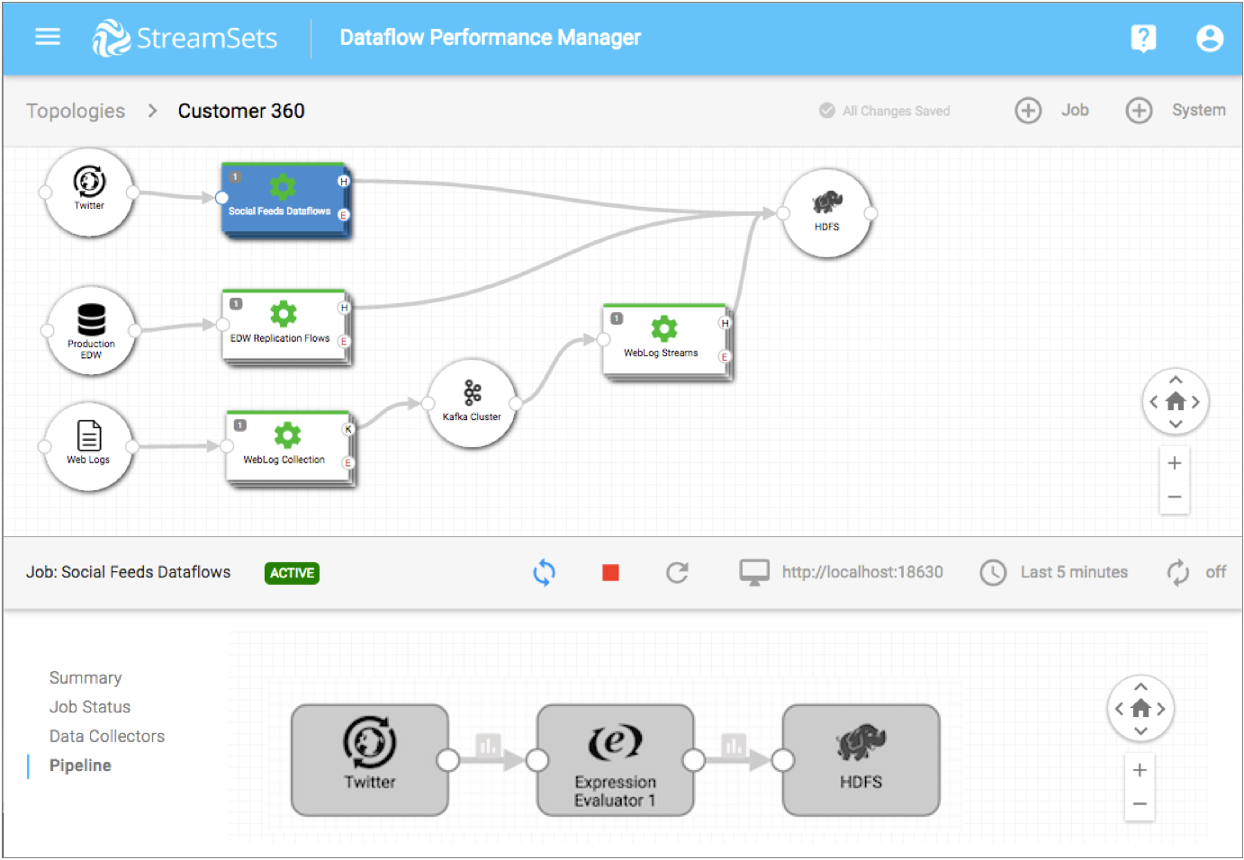 StreamSets
Dataflow Performance Manager
?
Topologies > Customer 360
All Changes Saved
Job
System
Twitter
1
Social Feeds Dataflows
H
E
HDFS
Production
EDW
1
EDW Replication Flows
H
E
1
WebLog Streams
H
E
Kafka Cluster
Web Logs
1
WebLog Collection
K
E
+
−
Job: Social Feeds Dataflows
ACTIVE
http://localhost:18630
Last 5 minutes
off
Summary
Job Status
Data Collectors
Pipeline
Twitter
(e)
Expression
Evaluator 1
HDFS
+
−